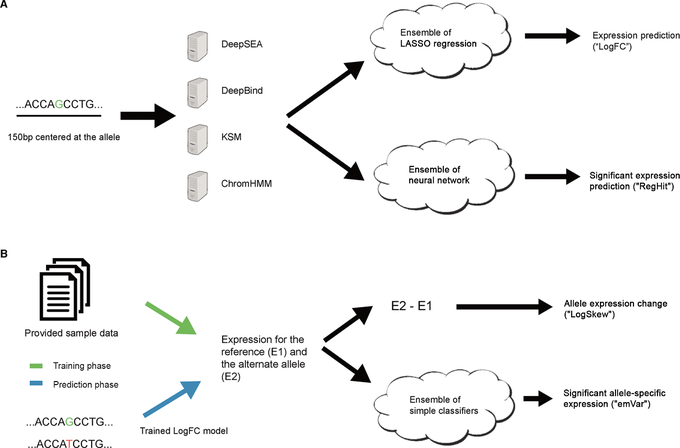 A
...ACCAGCCTG...
150bp centered at the allele
DeepSEA
DeepBind
KSM
ChromHMM
Ensemble of
LASSO regression
Expression prediction
("LogFC")
Ensemble of
neural network
Significant expression
prediction ("RegHit")
B
Provided sample data
Training phase
Prediction phase
...ACCAGCCTG...
...ACCATCCTG...
Trained LogFC model
Expression for the
reference (E1) and
the alternate allele
(E2)
E2 - E1
Allele expression change
("LogSkew")
Ensemble of
simple classifiers
Significant allele-specific
expression ("emVar")